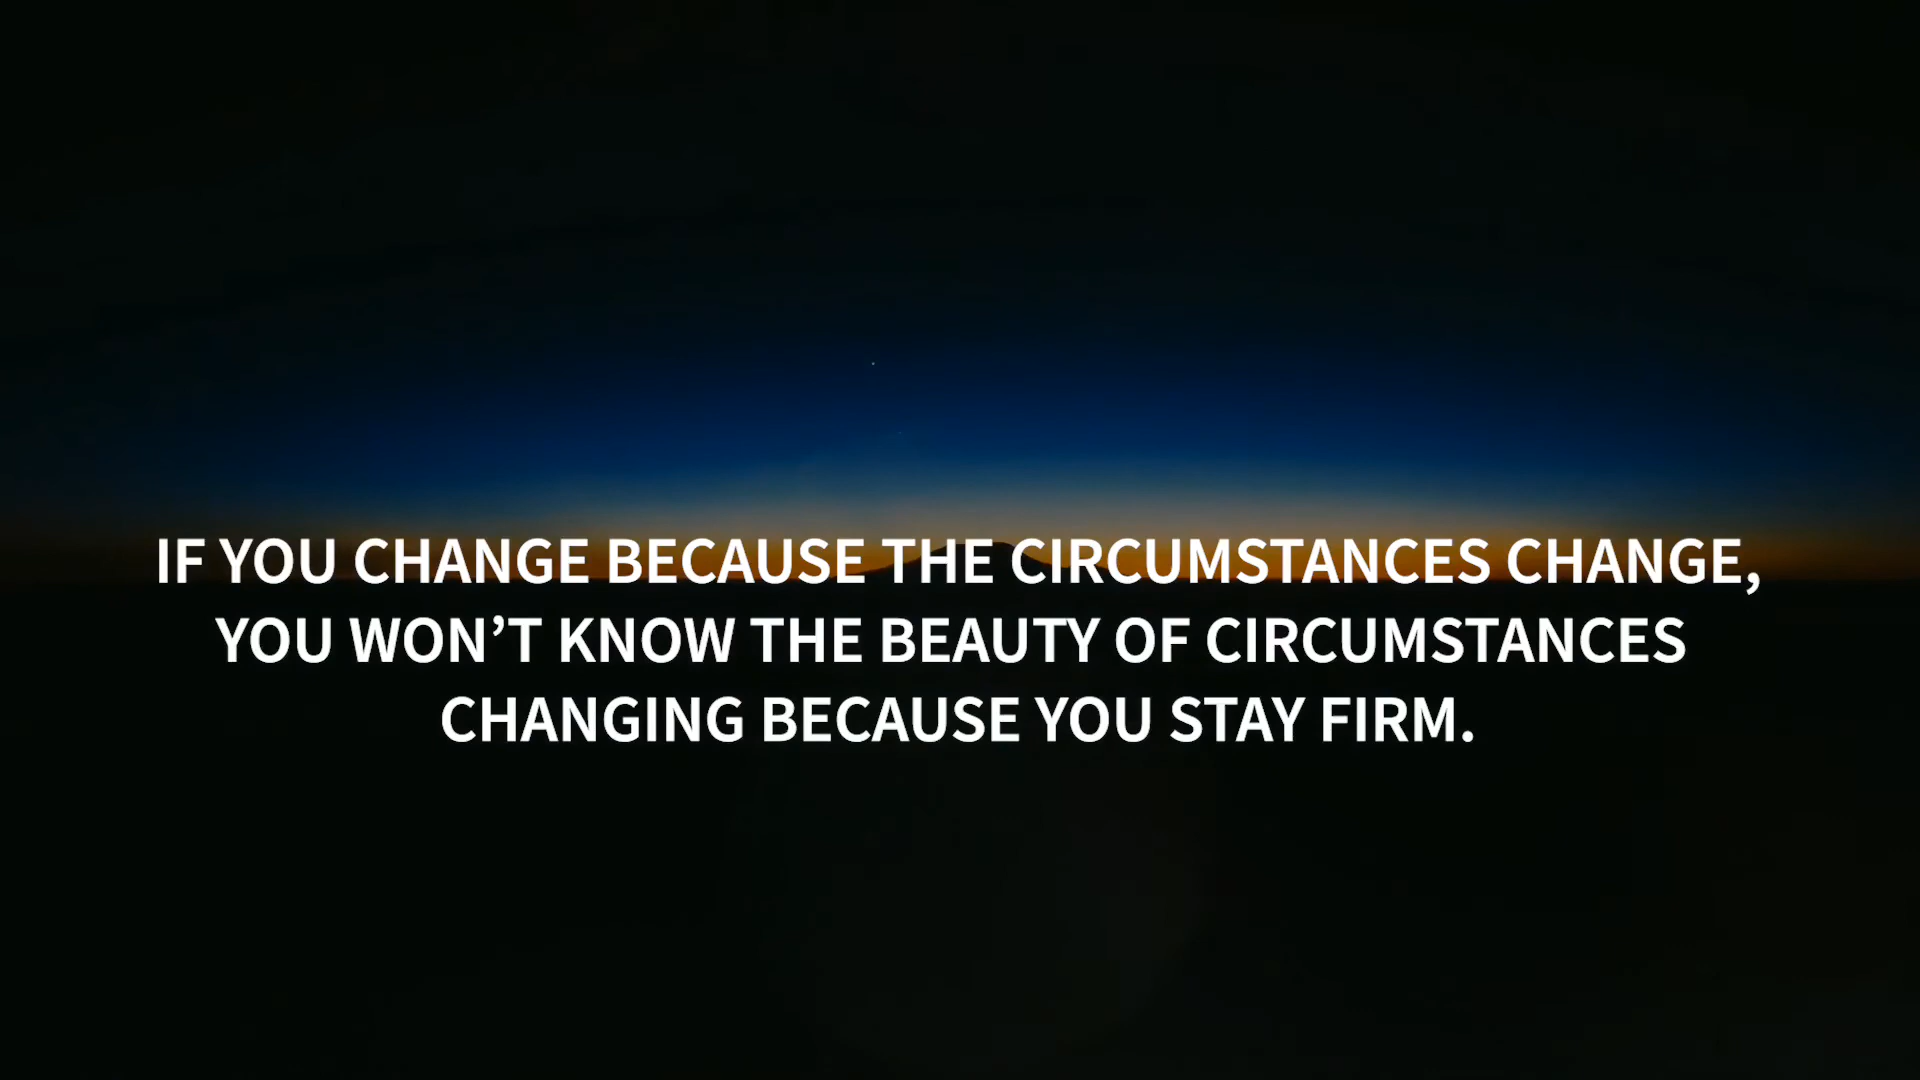 IF YOU CHANGE BECAUSE THE CIRCUMSTANCES CHANGE,
YOU WON’T KNOW THE BEAUTY OF CIRCUMSTANCES
CHANGING BECAUSE YOU STAY FIRM.